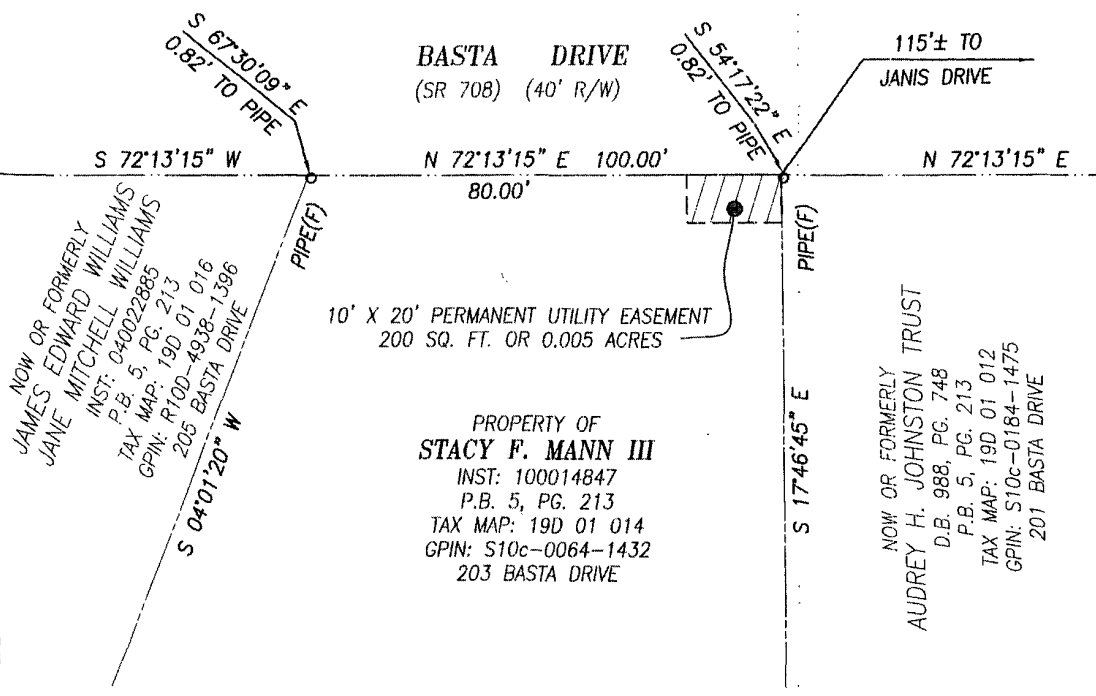 S 67°30'09" E
0.82' TO PIPE
BASTA DRIVE
(SR 708) (40' R/W)
S 54°17'22" E
0.82' TO PIPE
115'± TO
JANIS DRIVE
S 72°13'15" W
N 72°13'15" E 100.00'
80.00'
N 72°13'15" E
PIPE(F)
PIPE(F)
NOW OR FORMERLY
JAMES EDWARD WILLIAMS
JANE MITCHELL WILLIAMS
INST: 040022885
P.B. 5, PG. 213
TAX MAP: 19D 01 016
GPIN: R10D-4938-1396
205 BASTA DRIVE
S 04°01'20" W
10' X 20' PERMANENT UTILITY EASEMENT
200 SQ. FT. OR 0.005 ACRES
PROPERTY OF
STACY F. MANN III
INST: 100014847
P.B. 5, PG. 213
TAX MAP: 19D 01 014
GPIN: S10c-0064-1432
203 BASTA DRIVE
S 17°46'45" E
NOW OR FORMERLY
AUDREY H. JOHNSTON TRUST
D.B. 988, PG. 748
P.B. 5, PG. 213
TAX MAP: 19D 01 012
GPIN: S10c-0184-1475
201 BASTA DRIVE